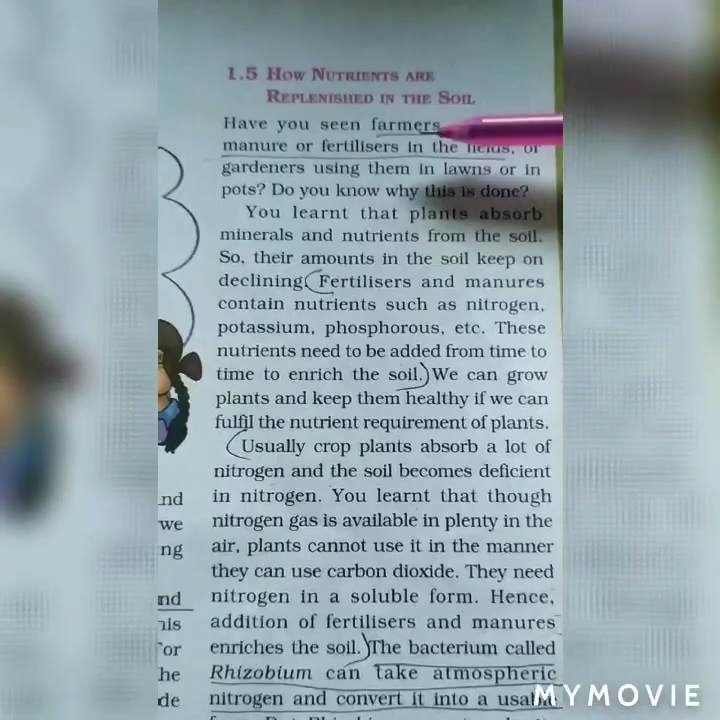 1.5 HOW NUTRIENTS ARE
REPLENISHED IN THE SOIL
Have you seen farmers
manure or fertilisers in the fields, or
gardeners using them in lawns or in
pots? Do you know why this is done?
You learnt that plants absorb
minerals and nutrients from the soil.
So, their amounts in the soil keep on
declining. Fertilisers and manures
contain nutrients such as nitrogen,
potassium, phosphorous, etc. These
nutrients need to be added from time to
time to enrich the soil. We can grow
plants and keep them healthy if we can
fulfil the nutrient requirement of plants.
Usually crop plants absorb a lot of
nitrogen and the soil becomes deficient
in nitrogen. You learnt that though
nitrogen gas is available in plenty in the
air, plants cannot use it in the manner
they can use carbon dioxide. They need
nitrogen in a soluble form. Hence,
addition of fertilisers and manures
enriches the soil. The bacterium called
Rhizobium can take atmospheric
nitrogen and convert it into a usable
we
MYMOVIE